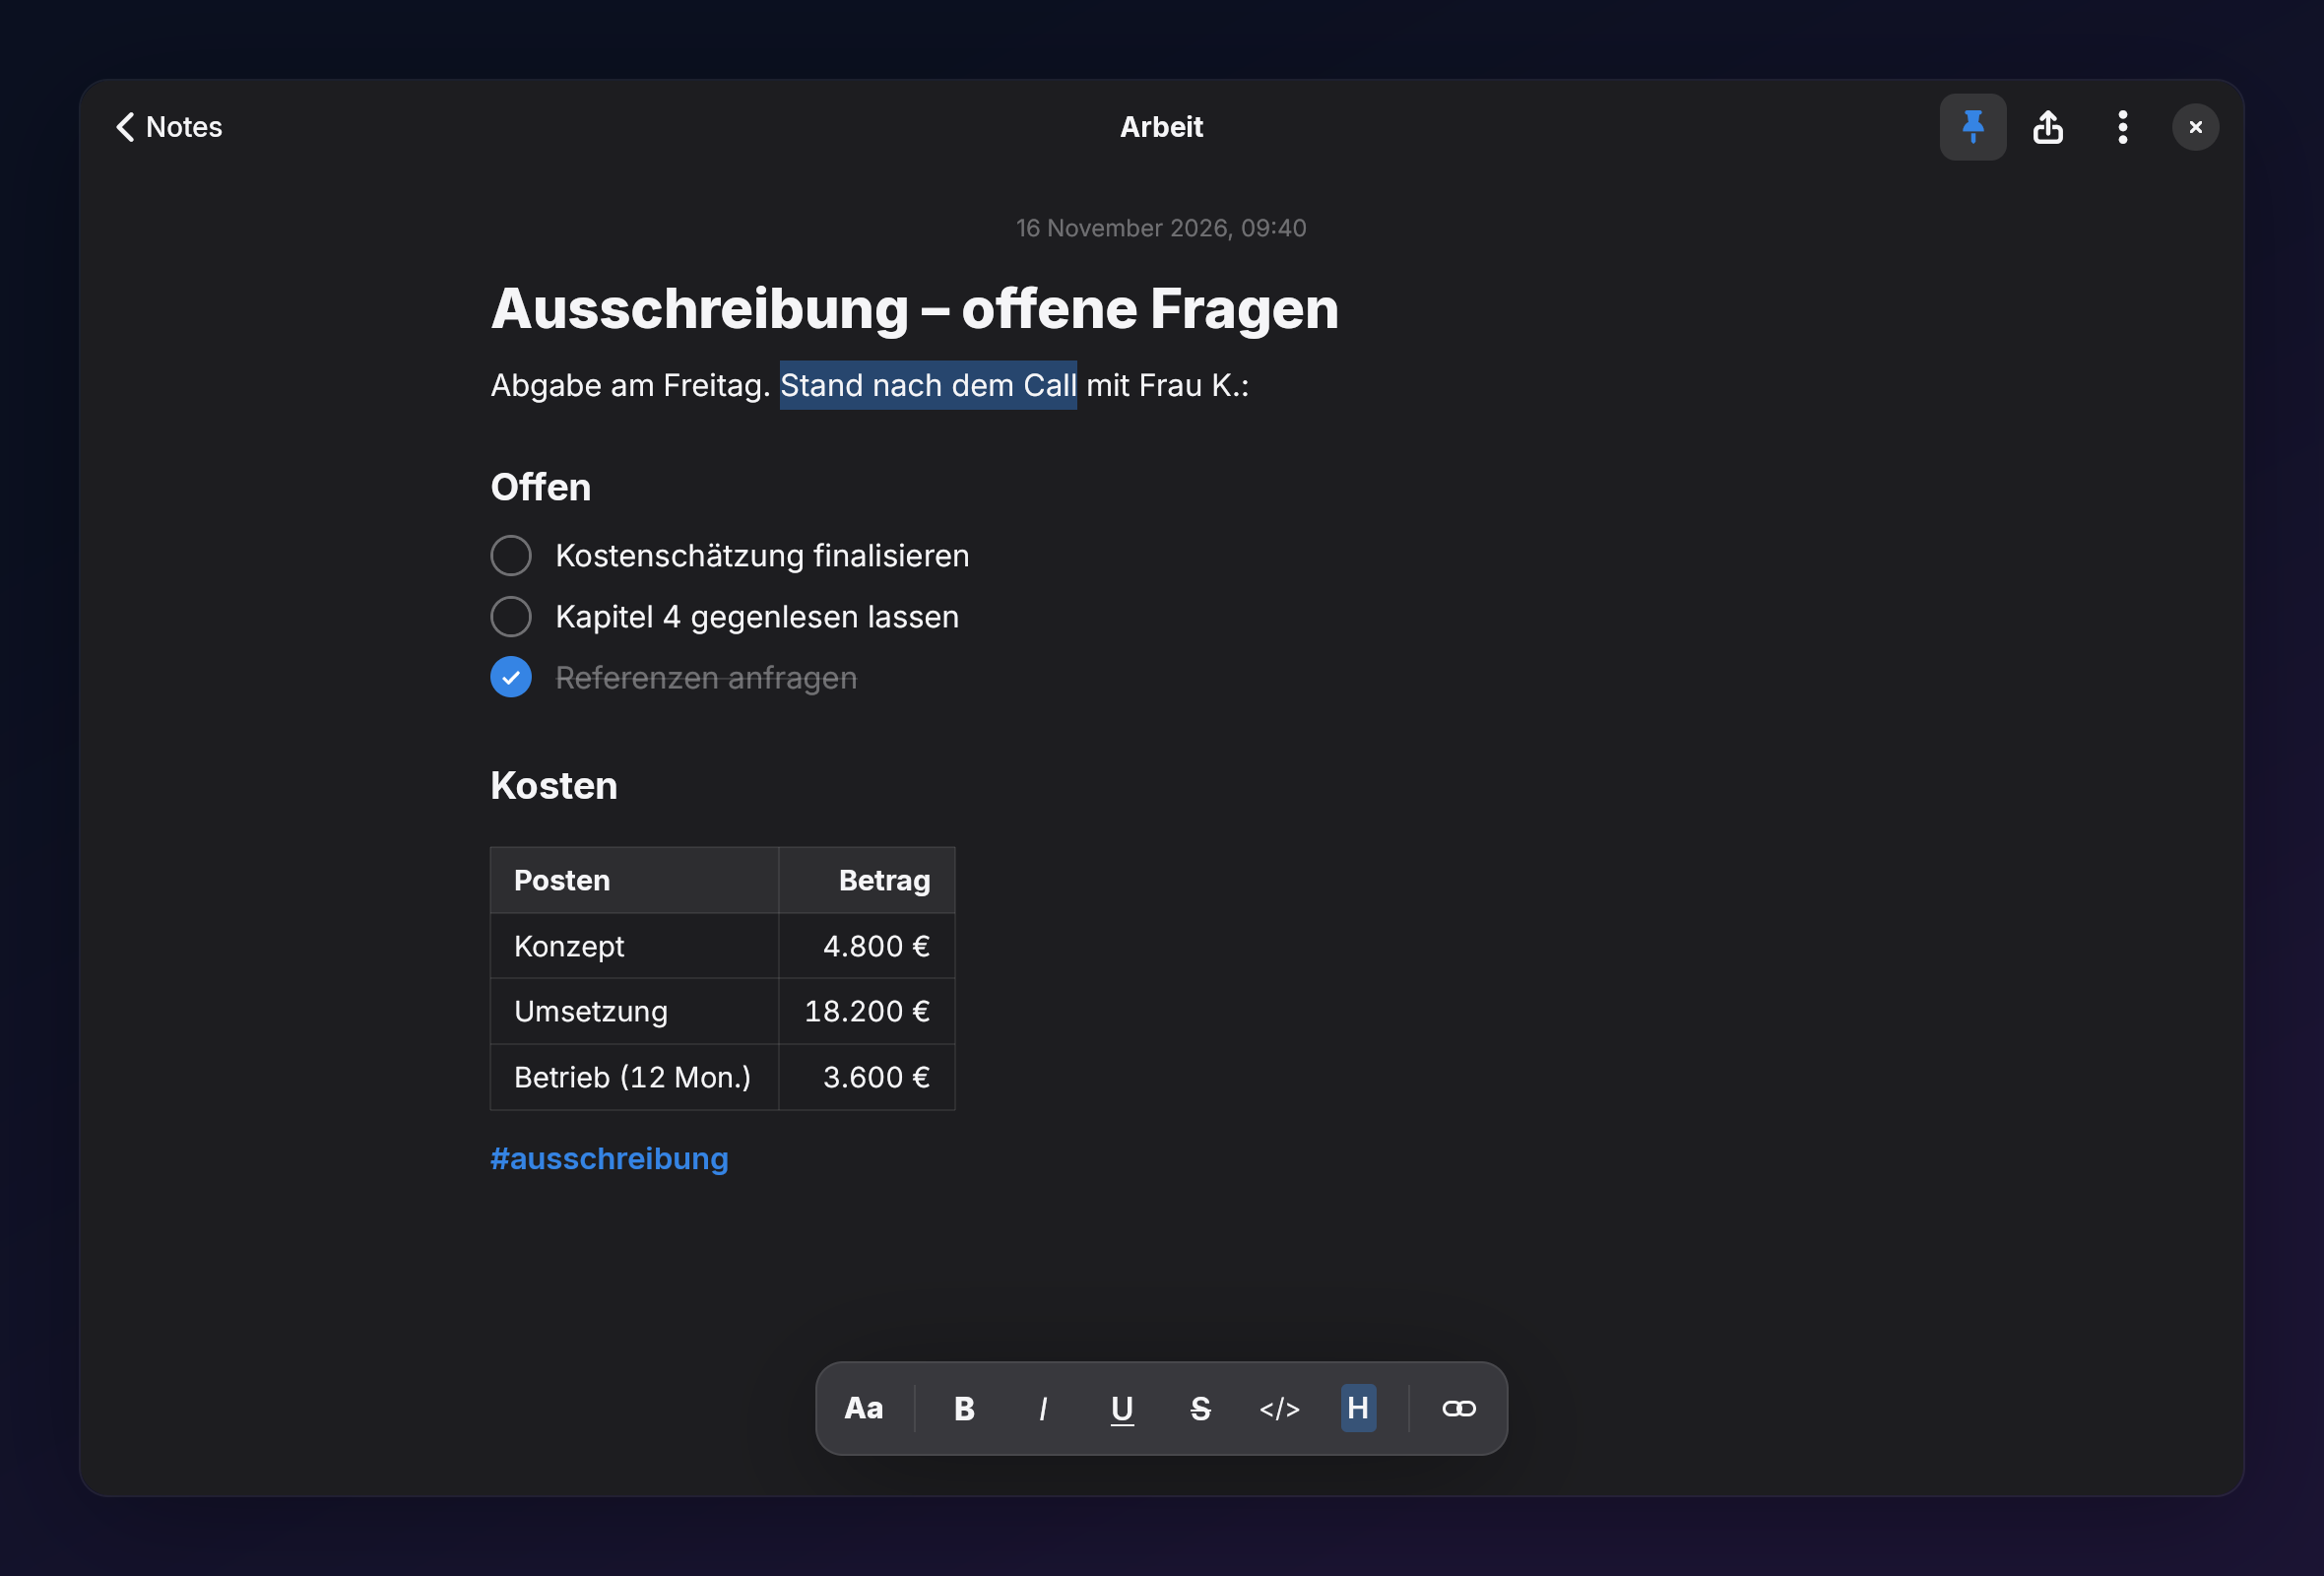 Notes
Arbeit
16 November 2026, 09:40
Ausschreibung – offene Fragen
Abgabe am Freitag. Stand nach dem Call mit Frau K.:
Offen
Kostenschätzung finalisieren
Kapitel 4 gegenlesen lassen
Referenzen anfragen
Kosten
Posten Betrag
Konzept 4.800 €
Umsetzung 18.200 €
Betrieb (12 Mon.) 3.600 €
#ausschreibung
Aa B I U S </> H